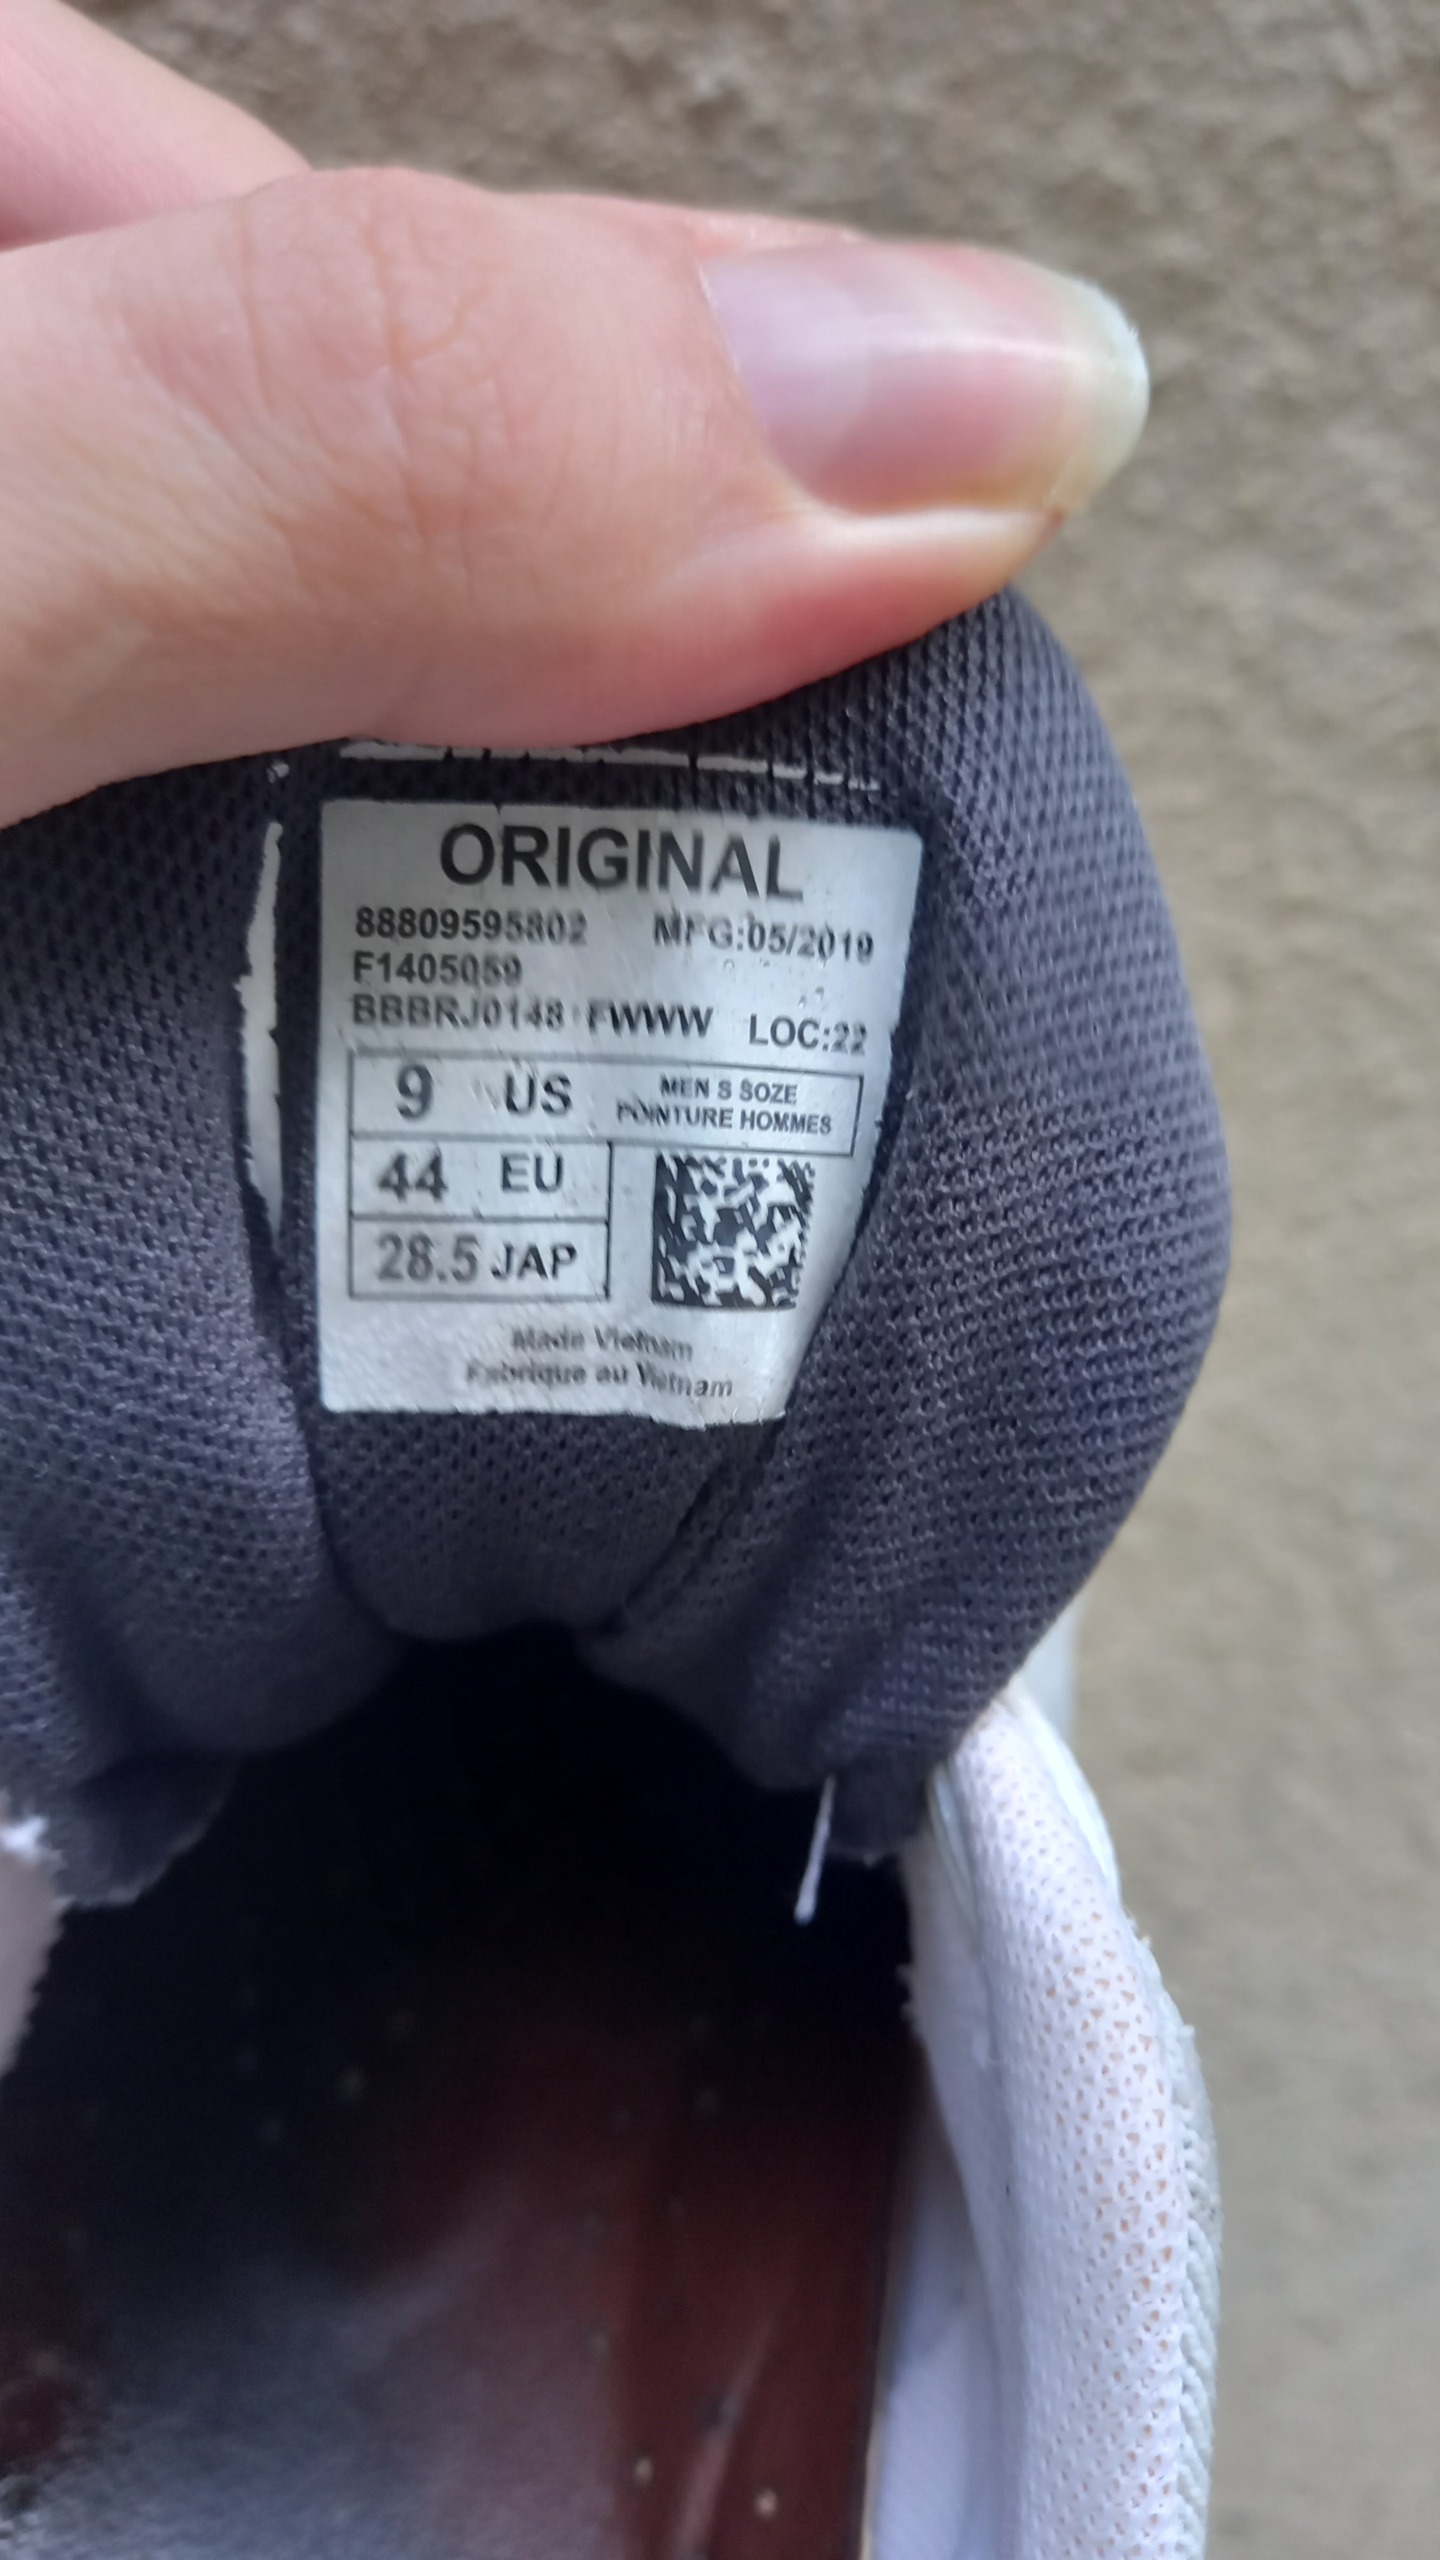 ORIGINAL
88809595802 MFG:05/2019
F1405059
BBBRJ0148 FWWW LOC:22
9 US MEN S SOZE
POINTURE HOMMES
44 EU
28.5 JAP
Made Vietnam
Fabrique au Vietnam